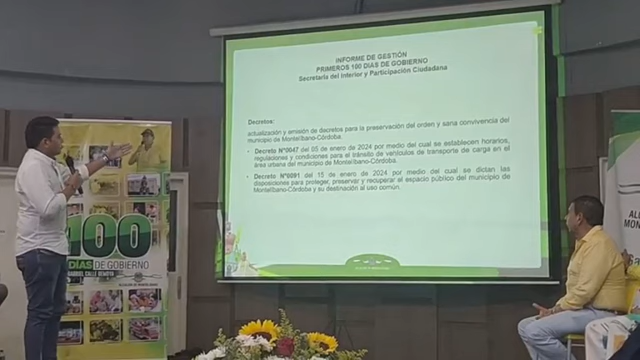 INFORME DE GESTIÓN
PRIMEROS 100 DIAS DE GOBIERNO
Secretaria del Interior y Participación Ciudadana
Decretos:
actualización y emisión de decretos para la preservación del orden y sana convivencia del
municipio de Montelíbano-Córdoba.
• Decreto N°0047 del 05 de enero de 2024 por medio del cual se establecen horarios,
regulaciones y condiciones para el tránsito de vehículos de transporte de carga en el
área urbana del municipio de Montelíbano-Córdoba.
• Decreto N°0091 del 15 de enero de 2024 por medio del cual se dictan las
disposiciones para proteger, preservar y recuperar el espacio público del municipio de
Montelíbano-Córdoba y su destinación al uso común.
100
DÍAS DE GOBIERNO
GABRIEL CALLE DEMOYA